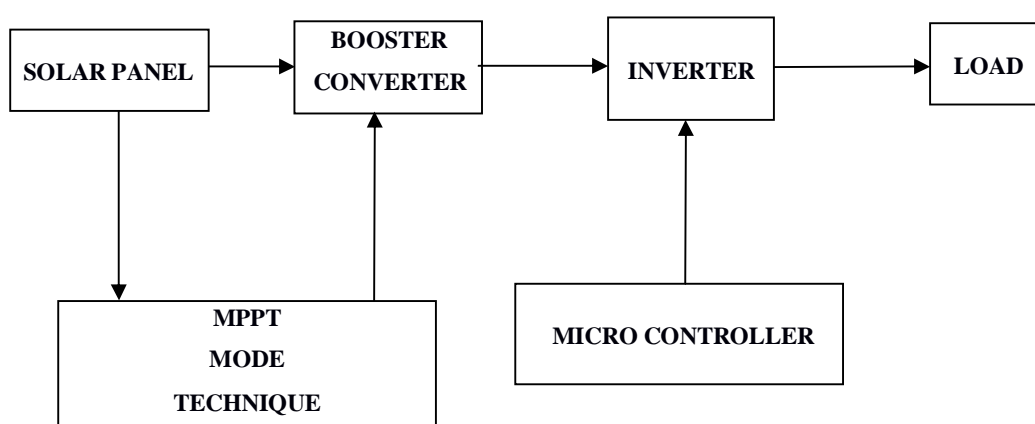 SOLAR PANEL
BOOSTER
CONVERTER
INVERTER
LOAD
MPPT
MODE
TECHNIQUE
MICRO CONTROLLER